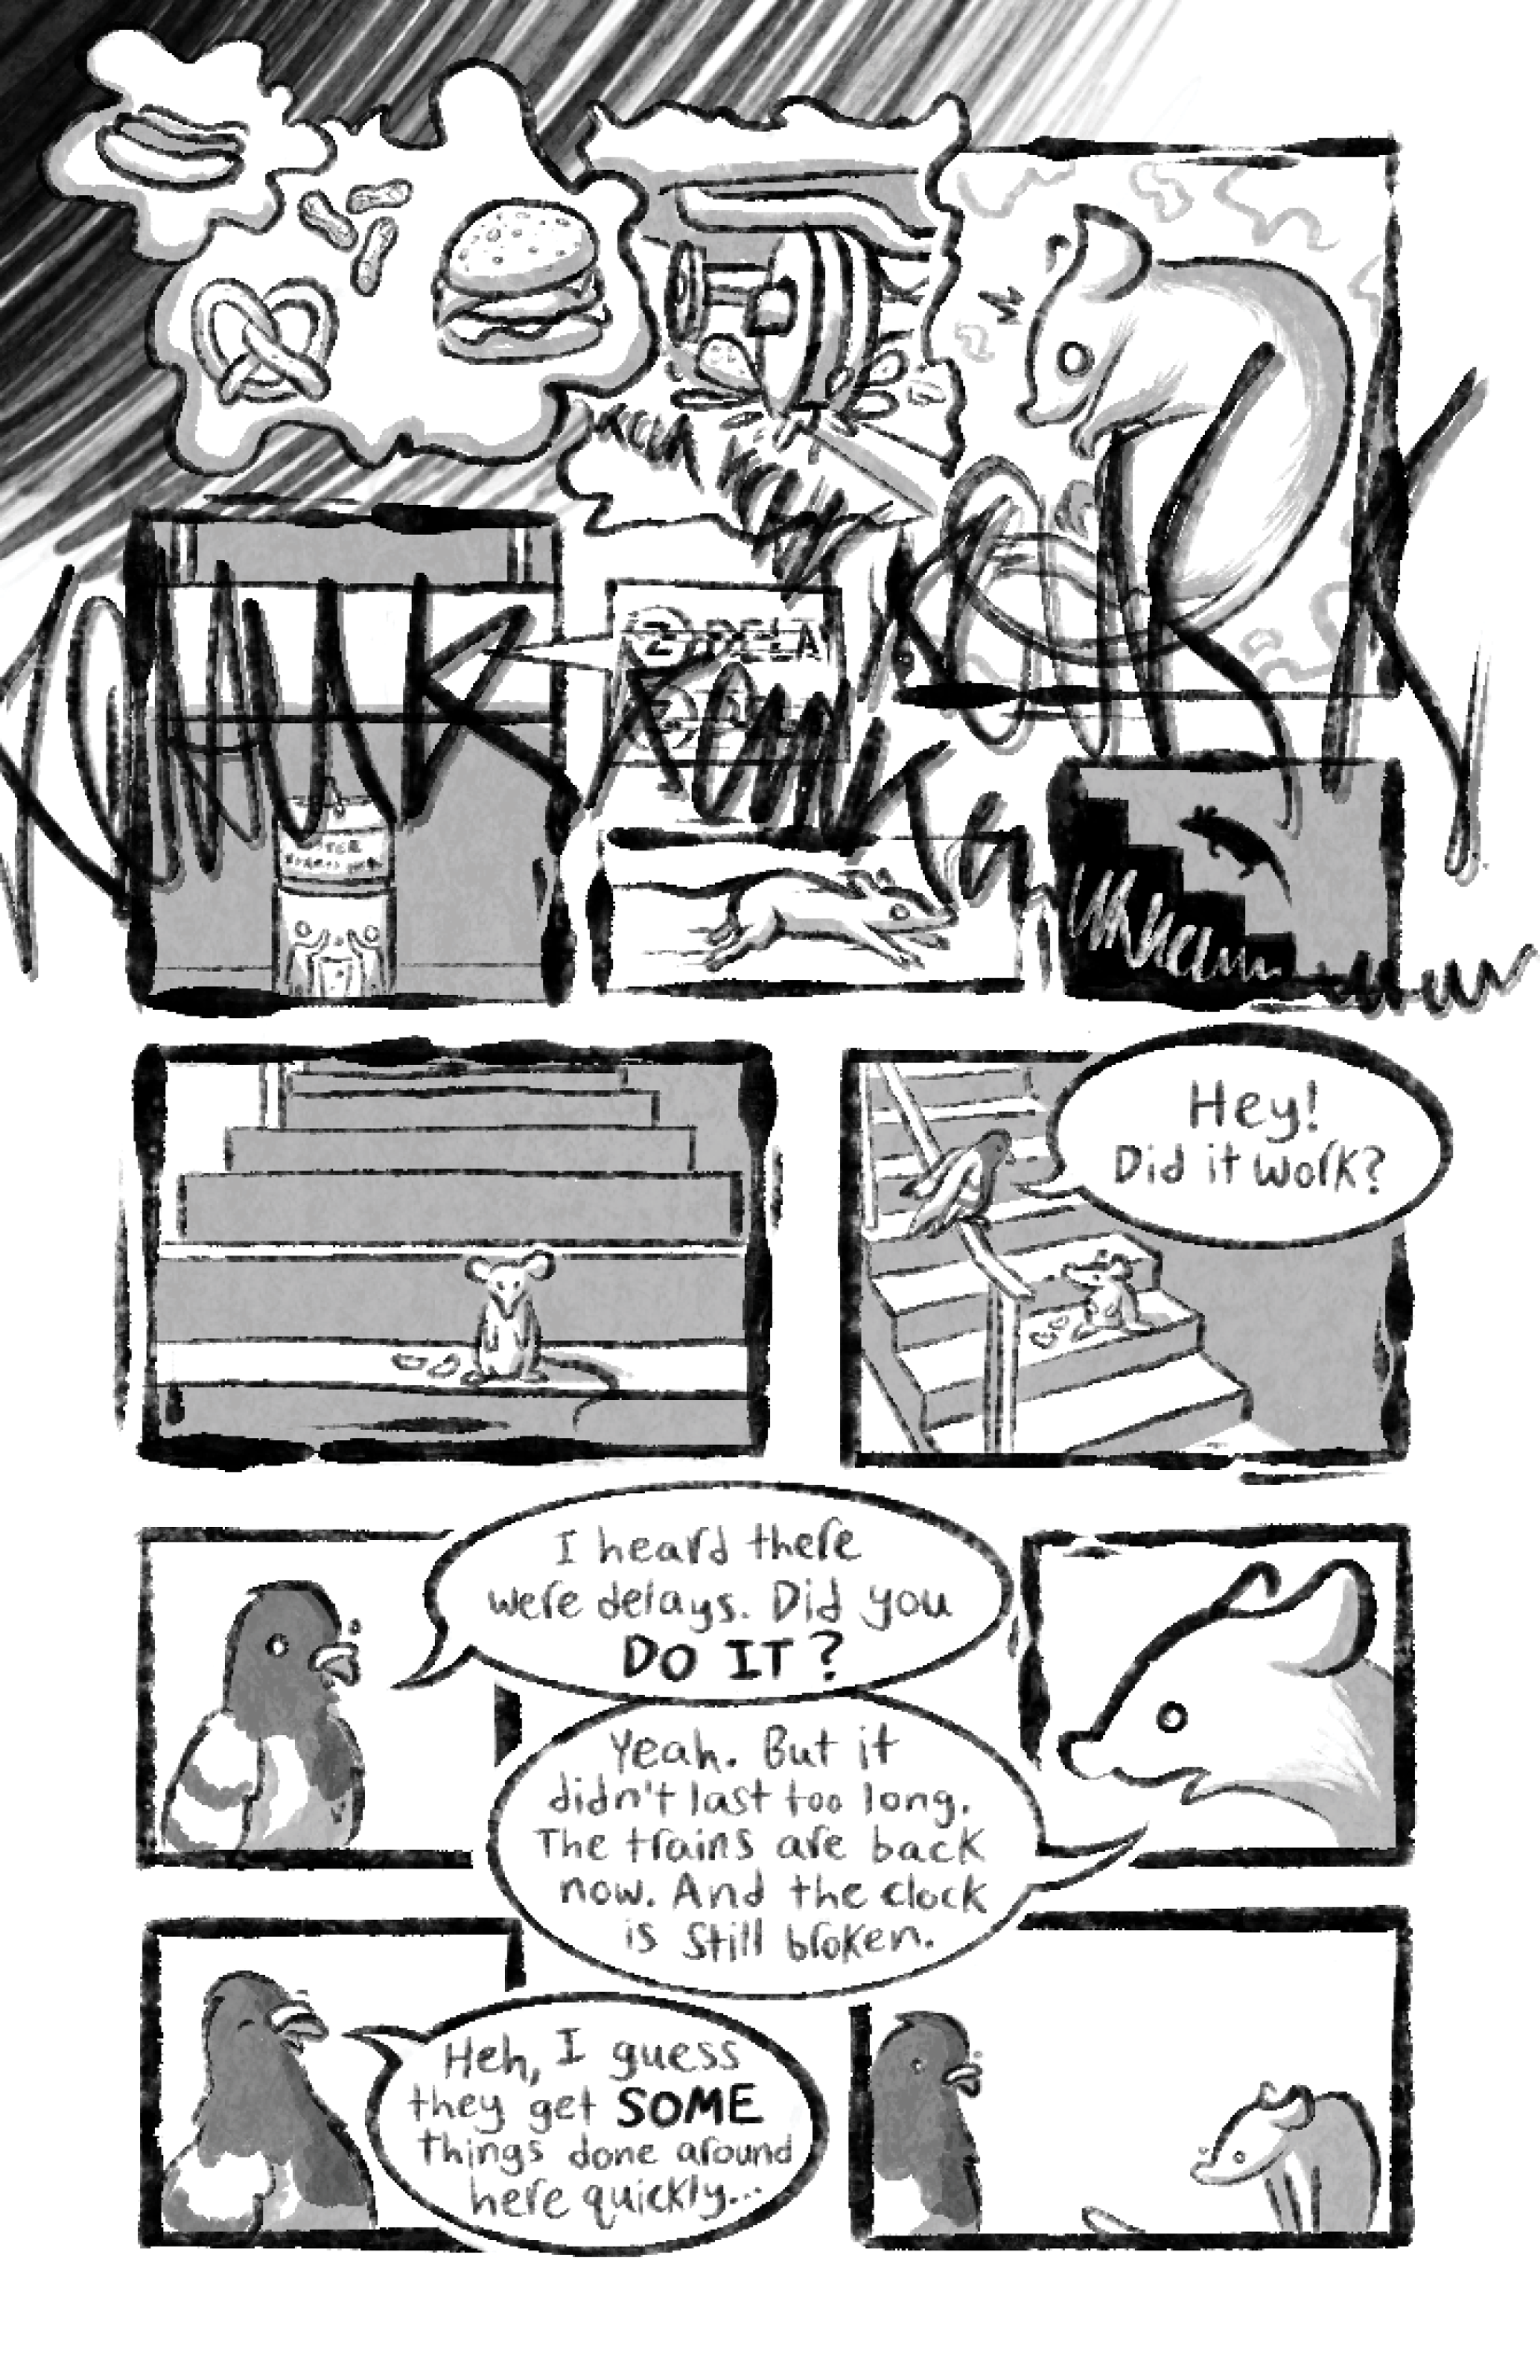 DELA
Hey!
Did it work?
I heard there
were delays. Did you
DO IT?
Yeah. But it
didn't last too long.
The trains are back
now. And the clock
is still broken.
Heh, I guess
they get SOME
things done around
here quickly...